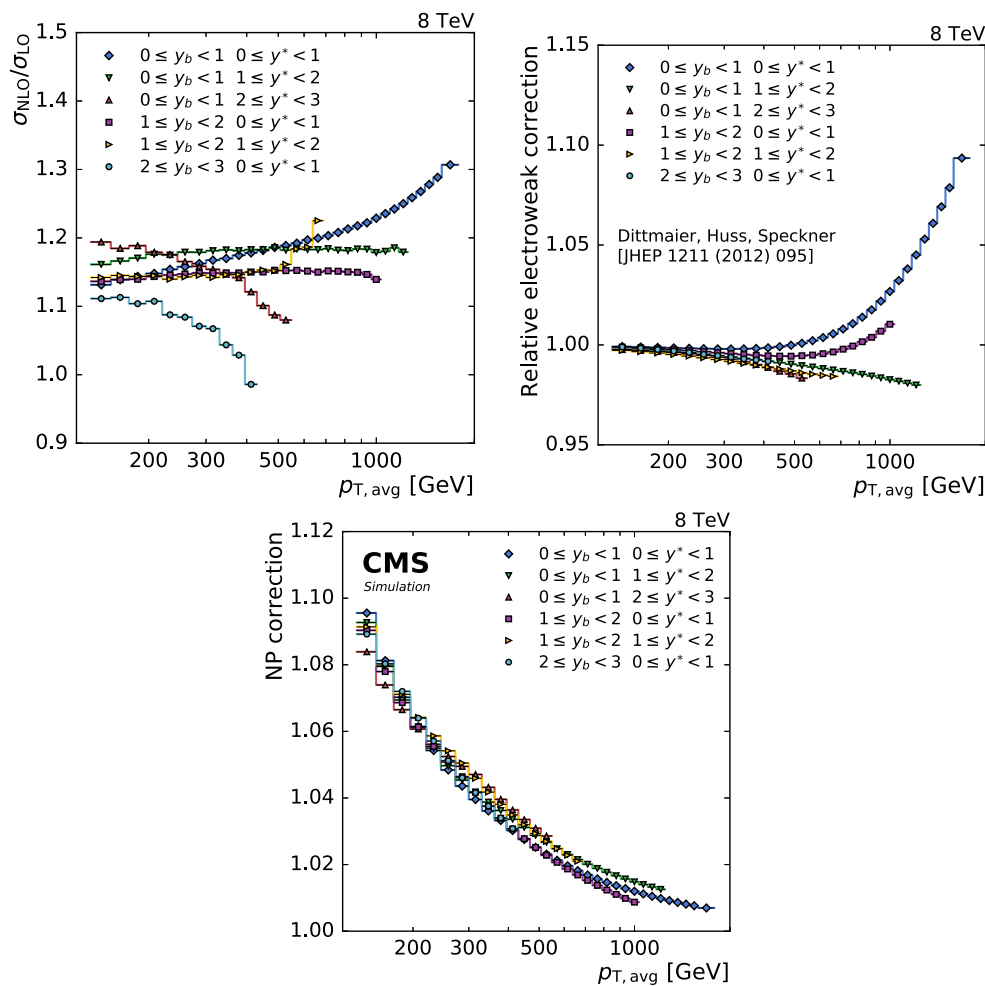 8 TeV
σNLO/σLO
1.5
1.4
1.3
1.2
1.1
1.0
0.9
0 ≤ yb < 1 0 ≤ y* < 1
0 ≤ yb < 1 1 ≤ y* < 2
0 ≤ yb < 1 2 ≤ y* < 3
1 ≤ yb < 2 0 ≤ y* < 1
1 ≤ yb < 2 1 ≤ y* < 2
2 ≤ yb < 3 0 ≤ y* < 1
200 300 500 1000
pT, avg [GeV]
8 TeV
Relative electroweak correction
1.15
1.10
1.05
1.00
0.95
0 ≤ yb < 1 0 ≤ y* < 1
0 ≤ yb < 1 1 ≤ y* < 2
0 ≤ yb < 1 2 ≤ y* < 3
1 ≤ yb < 2 0 ≤ y* < 1
1 ≤ yb < 2 1 ≤ y* < 2
2 ≤ yb < 3 0 ≤ y* < 1
Dittmaier, Huss, Speckner
[JHEP 1211 (2012) 095]
200 300 500 1000
pT, avg [GeV]
8 TeV
NP correction
1.12
1.10
1.08
1.06
1.04
1.02
1.00
CMS
Simulation
0 ≤ yb < 1 0 ≤ y* < 1
0 ≤ yb < 1 1 ≤ y* < 2
0 ≤ yb < 1 2 ≤ y* < 3
1 ≤ yb < 2 0 ≤ y* < 1
1 ≤ yb < 2 1 ≤ y* < 2
2 ≤ yb < 3 0 ≤ y* < 1
200 300 500 1000
pT, avg [GeV]